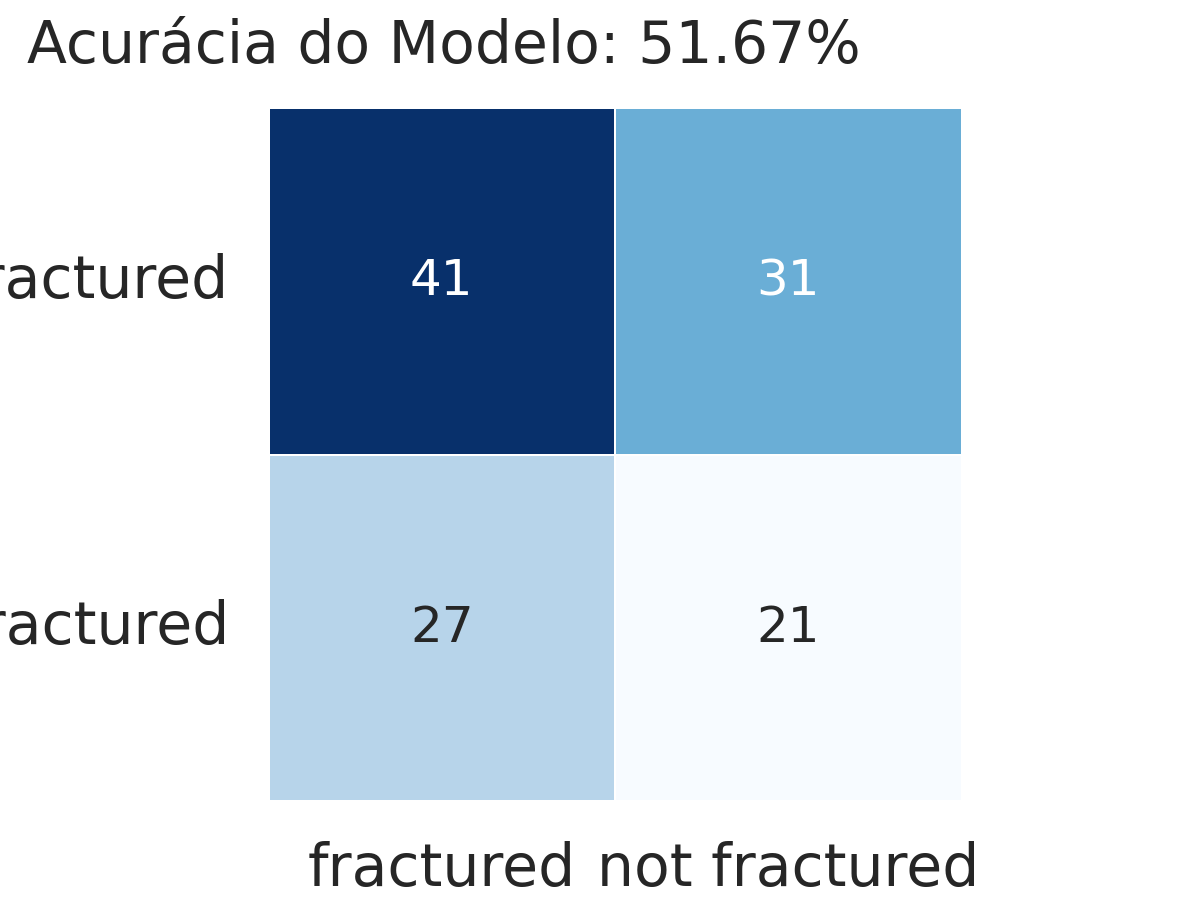 Acurácia do Modelo: 51.67%
41 31
ractured
27 21
ractured
fractured not fractured